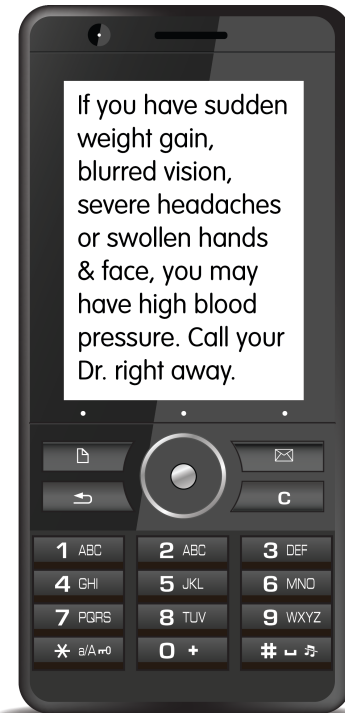 If you have sudden
weight gain,
blurred vision,
severe headaches
or swollen hands
& face, you may
have high blood
pressure. Call your
Dr. right away.
C
1 ABC 2 ABC 3 DEF
4 GHI 5 JKL 6 MNO
7 PQRS 8 TUV 9 WXYZ
* a/A 0 + #